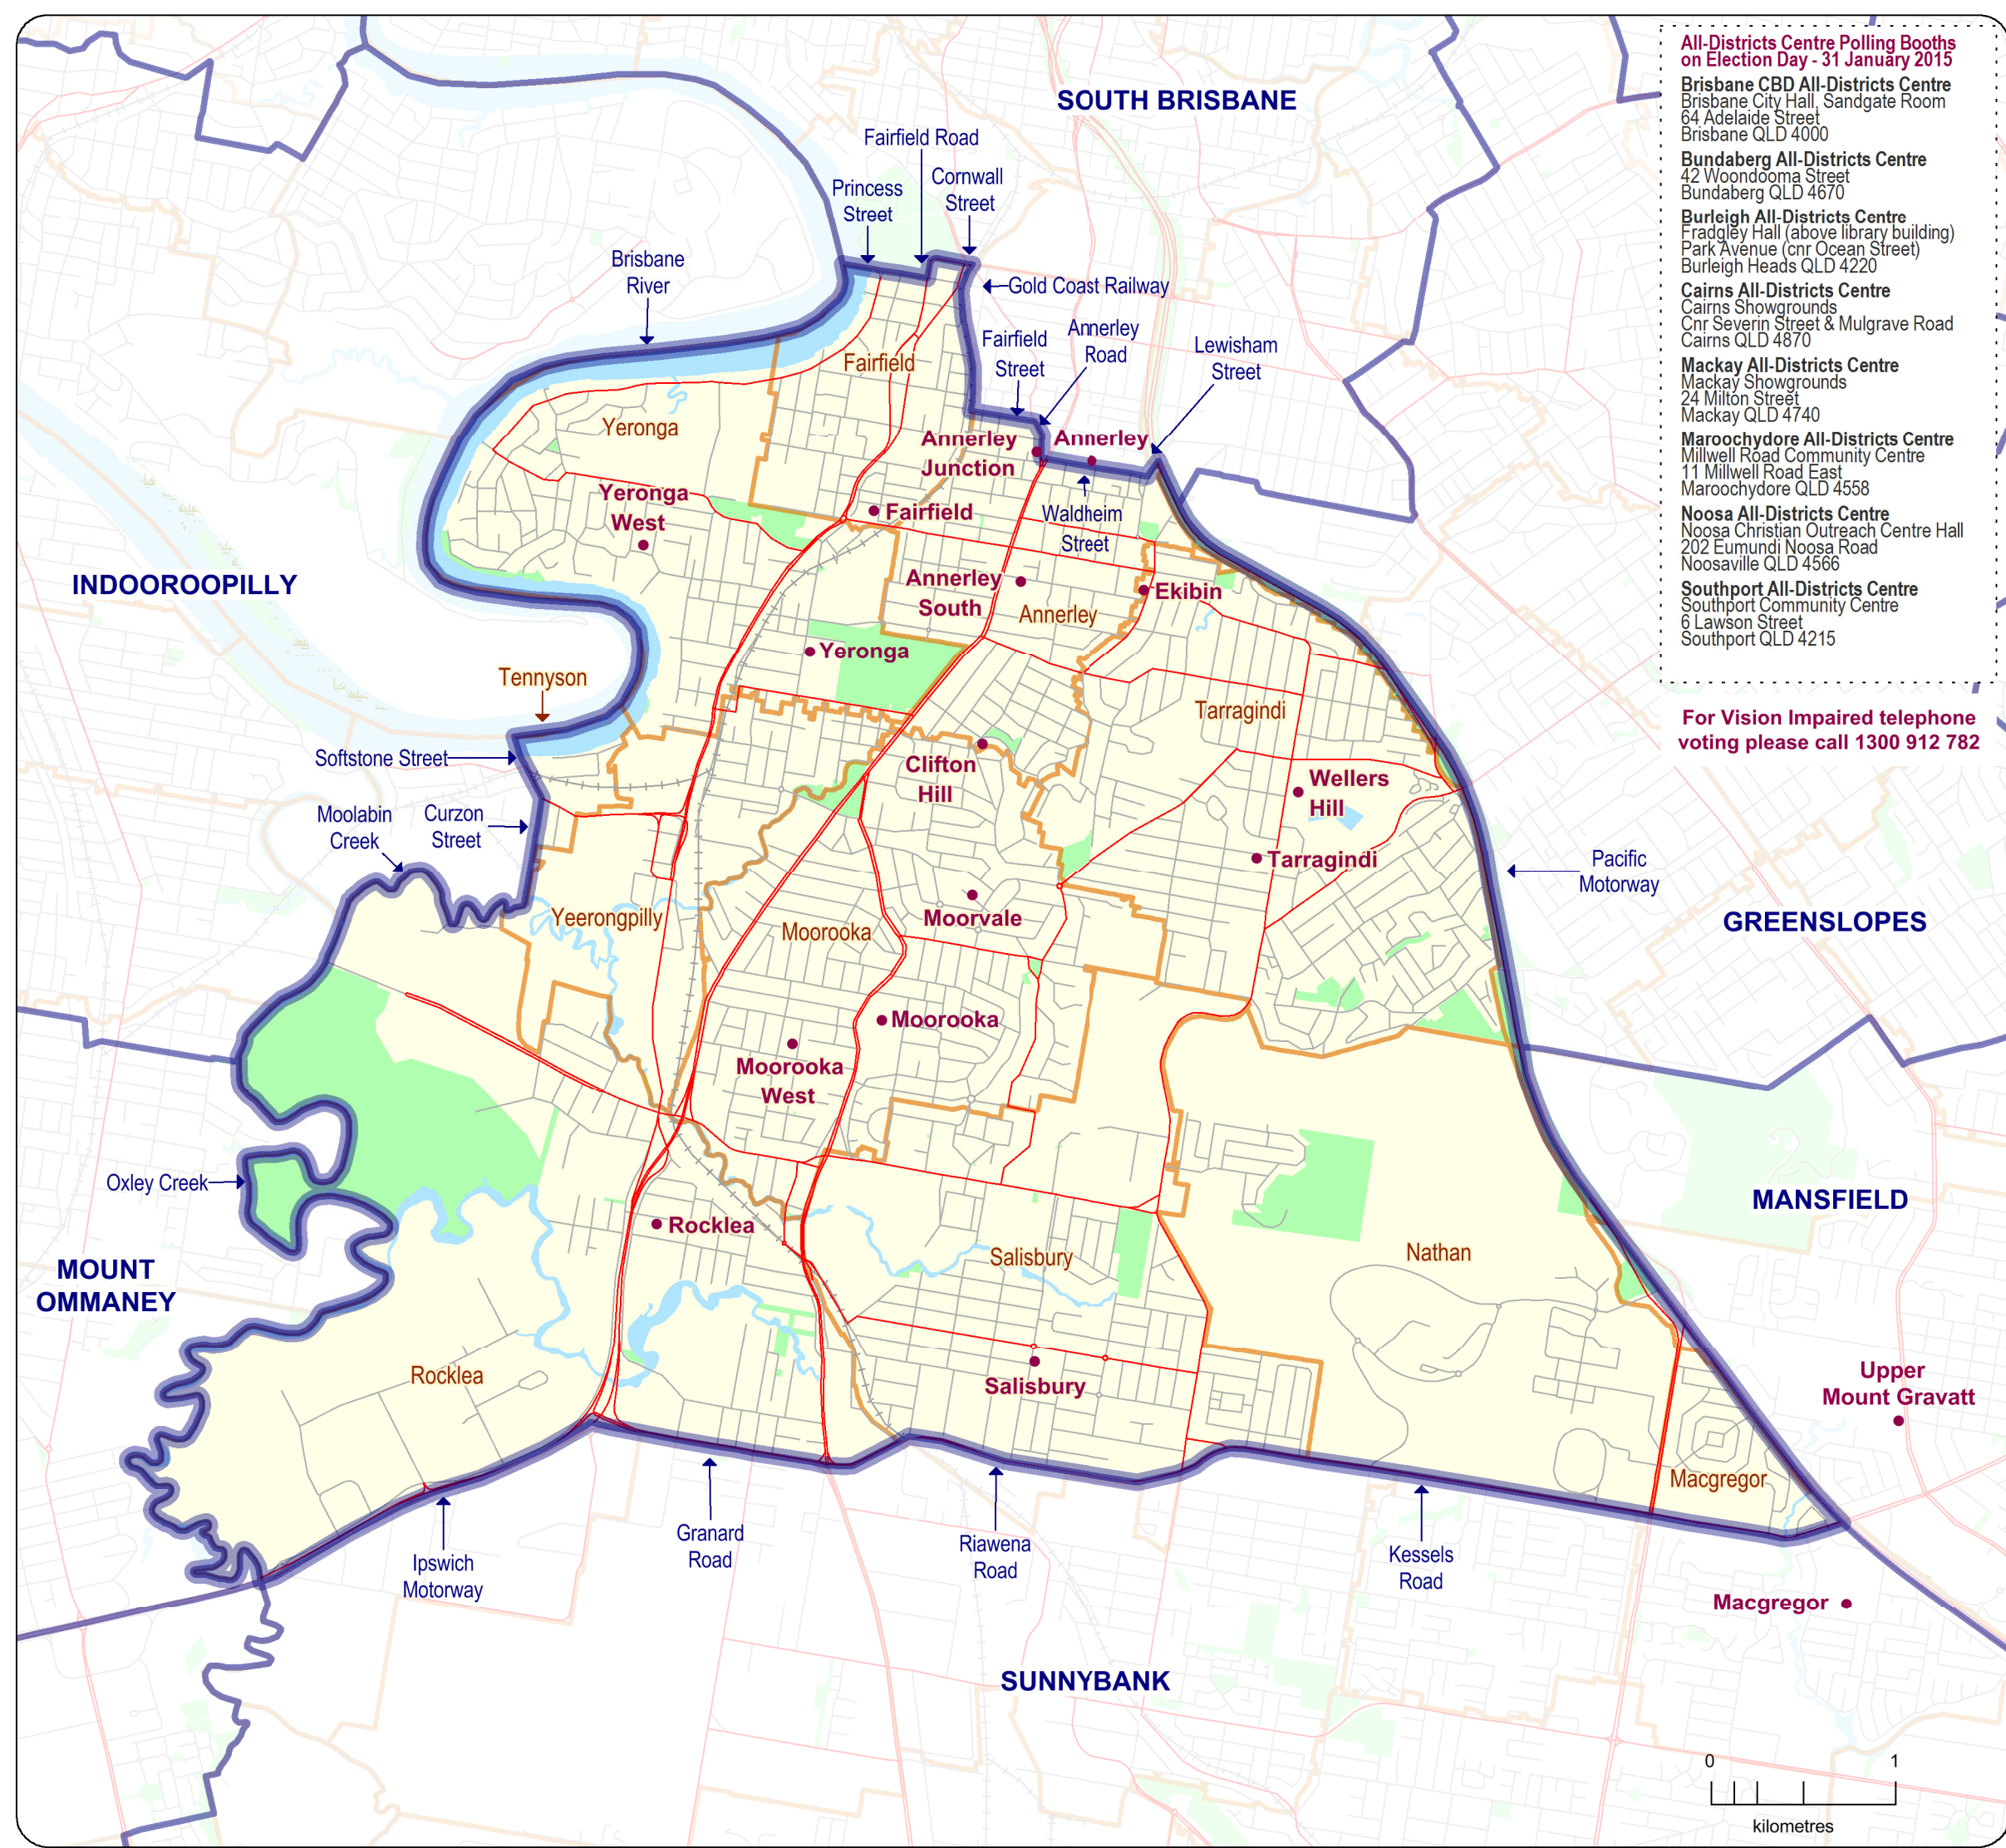 All-Districts Centre Polling Booths
on Election Day - 31 January 2015
Brisbane CBD All-Districts Centre
Brisbane City Hall, Sandgate Room
64 Adelaide Street
Brisbane QLD 4000
Bundaberg All-Districts Centre
42 Woondooma Street
Bundaberg QLD 4670
Burleigh All-Districts Centre
Fradgley Hall (above library building)
Park Avenue (cnr Ocean Street)
Burleigh Heads QLD 4220
Cairns All-Districts Centre
Cairns Showgrounds
Cnr Severin Street & Mulgrave Road
Cairns QLD 4870
Mackay All-Districts Centre
Mackay Showgrounds
24 Milton Street
Mackay QLD 4740
Maroochydore All-Districts Centre
Millwell Road Community Centre
11 Millwell Road East
Maroochydore QLD 4558
Noosa All-Districts Centre
Noosa Christian Outreach Centre Hall
202 Eumundi Noosa Road
Noosaville QLD 4566
Southport All-Districts Centre
Southport Community Centre
6 Lawson Street
Southport QLD 4215
For Vision Impaired telephone
voting please call 1300 912 782
SOUTH BRISBANE
Fairfield Road
Princess
Street
Cornwall
Street
Brisbane
River
Gold Coast Railway
Fairfield
Street
Annerley
Road
Lewisham
Street
Fairfield
Yeronga
Annerley
Junction
Annerley
Yeronga
West
Fairfield
Waldheim
Street
INDOOROOPILLY
Annerley
South
Annerley
Ekibin
Yeronga
Tennyson
Tarragindi
Softstone Street
Clifton
Hill
Wellers
Hill
Moolabin
Creek
Curzon
Street
Tarragindi
Pacific
Motorway
Yeerongpilly
Moorooka
Moorvale
GREENSLOPES
Moorooka
Moorooka
West
Oxley Creek
MANSFIELD
Rocklea
MOUNT
OMMANEY
Salisbury
Nathan
Rocklea
Salisbury
Upper
Mount Gravatt
Macgregor
Ipswich
Motorway
Granard
Road
Riawena
Road
Kessels
Road
Macgregor
SUNNYBANK
0 1
kilometres